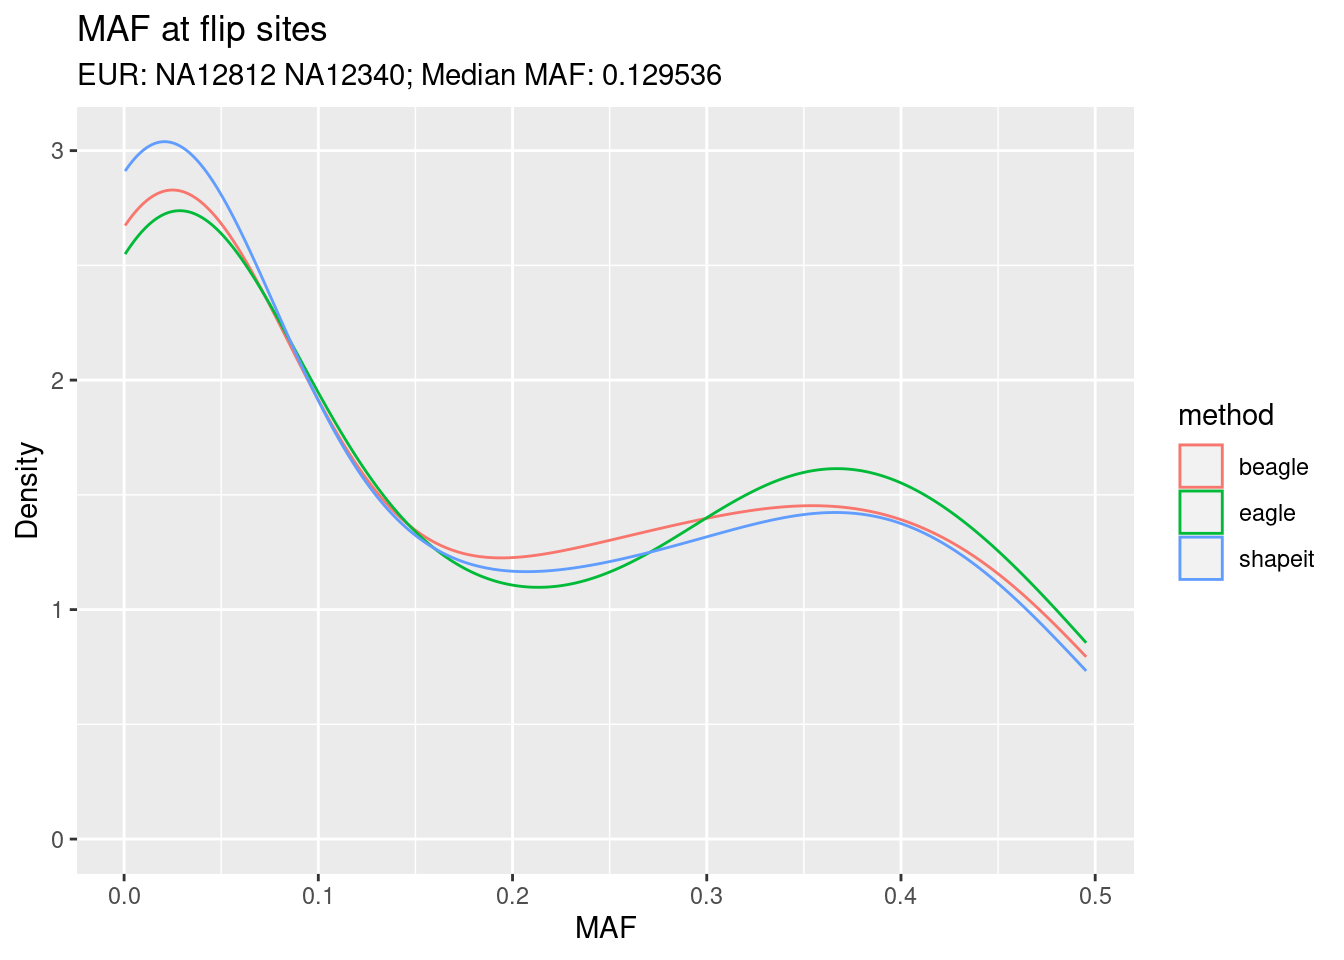 MAF at flip sites
EUR: NA12812 NA12340; Median MAF: 0.129536
3
2
1
0
Density
0.0 0.1 0.2 0.3 0.4 0.5
MAF
method
beagle
eagle
shapeit